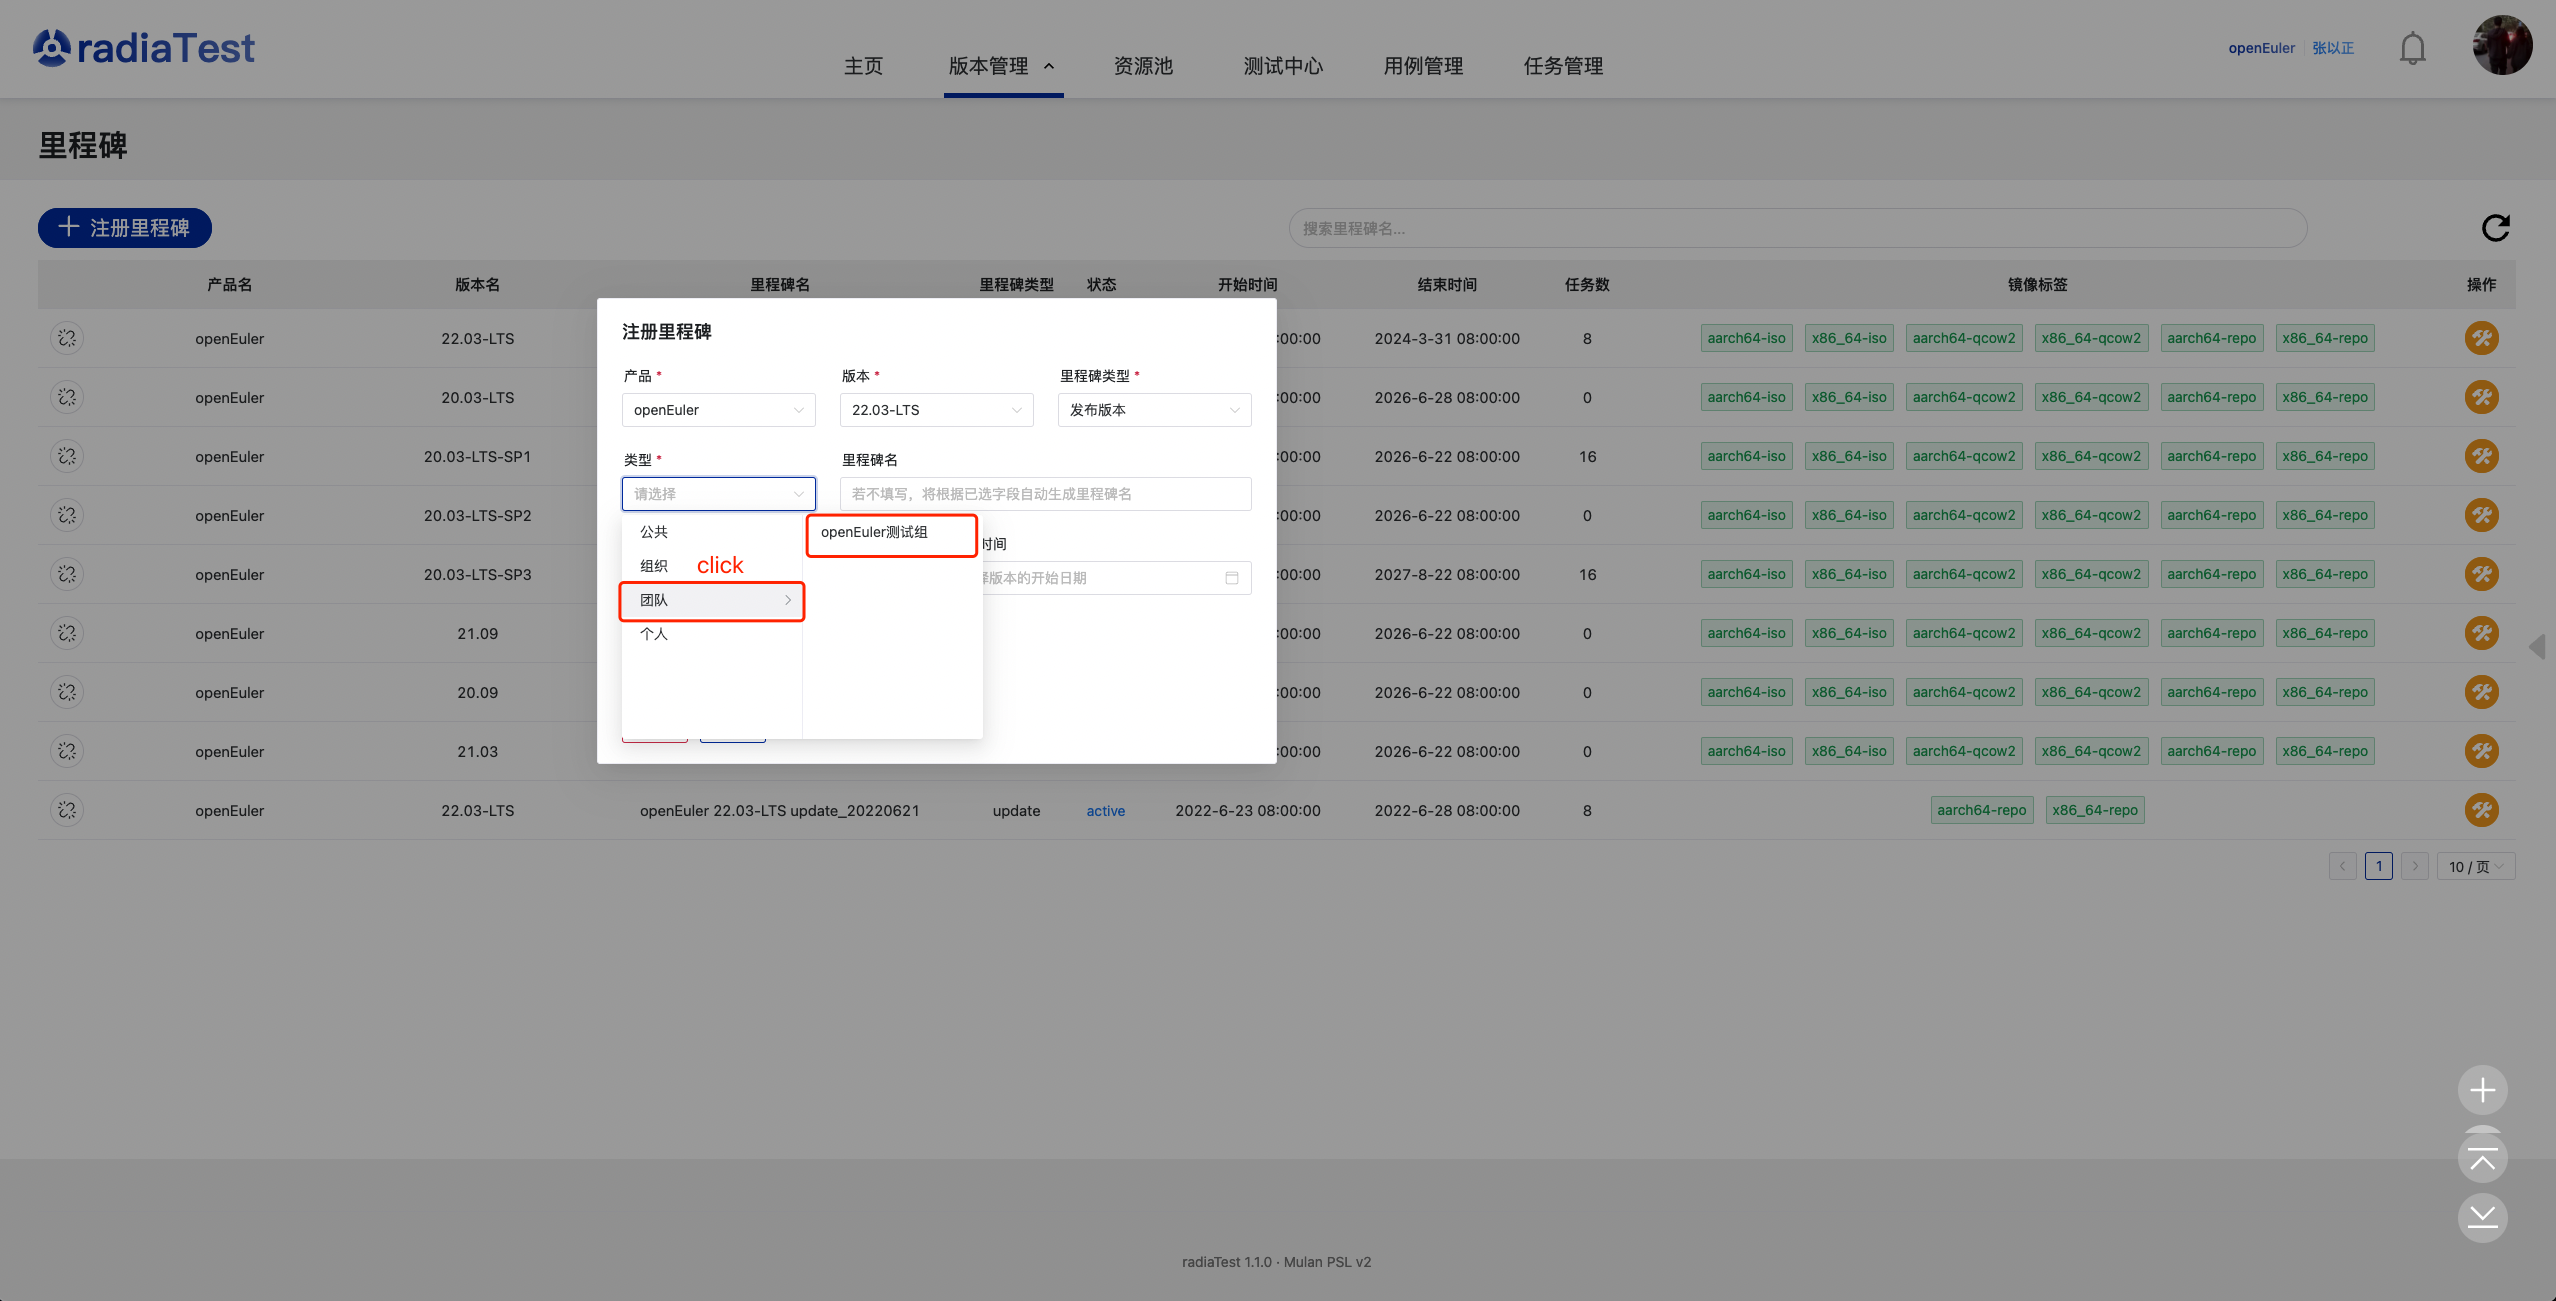 radiaTest
主页 版本管理 资源池 测试中心 用例管理 任务管理
openEuler 张以正
里程碑
注册里程碑
搜索里程碑名...
产品名 版本名 里程碑名 里程碑类型 状态 开始时间 结束时间 任务数 镜像标签 操作
openEuler 22.03-LTS :00:00 2024-3-31 08:00:00 8 aarch64-iso x86_64-iso aarch64-qcow2 x86_64-qcow2 aarch64-repo x86_64-repo
openEuler 20.03-LTS :00:00 2026-6-28 08:00:00 0 aarch64-iso x86_64-iso aarch64-qcow2 x86_64-qcow2 aarch64-repo x86_64-repo
openEuler 20.03-LTS-SP1 :00:00 2026-6-22 08:00:00 16 aarch64-iso x86_64-iso aarch64-qcow2 x86_64-qcow2 aarch64-repo x86_64-repo
openEuler 20.03-LTS-SP2 :00:00 2026-6-22 08:00:00 0 aarch64-iso x86_64-iso aarch64-qcow2 x86_64-qcow2 aarch64-repo x86_64-repo
openEuler 20.03-LTS-SP3 :00:00 2027-8-22 08:00:00 16 aarch64-iso x86_64-iso aarch64-qcow2 x86_64-qcow2 aarch64-repo x86_64-repo
openEuler 21.09 :00:00 2026-6-22 08:00:00 0 aarch64-iso x86_64-iso aarch64-qcow2 x86_64-qcow2 aarch64-repo x86_64-repo
openEuler 20.09 :00:00 2026-6-22 08:00:00 0 aarch64-iso x86_64-iso aarch64-qcow2 x86_64-qcow2 aarch64-repo x86_64-repo
openEuler 21.03 :00:00 2026-6-22 08:00:00 0 aarch64-iso x86_64-iso aarch64-qcow2 x86_64-qcow2 aarch64-repo x86_64-repo
openEuler 22.03-LTS openEuler 22.03-LTS update_20220621 update active 2022-6-23 08:00:00 2022-6-28 08:00:00 8 aarch64-repo x86_64-repo
注册里程碑
产品 * 版本 * 里程碑类型 *
openEuler 22.03-LTS 发布版本
类型 * 里程碑名
请选择 若不填写，将根据已选字段自动生成里程碑名
公共 openEuler测试组
时间
组织 click
版本的开始日期
团队
个人
1 10 / 页
radiaTest 1.1.0 · Mulan PSL v2